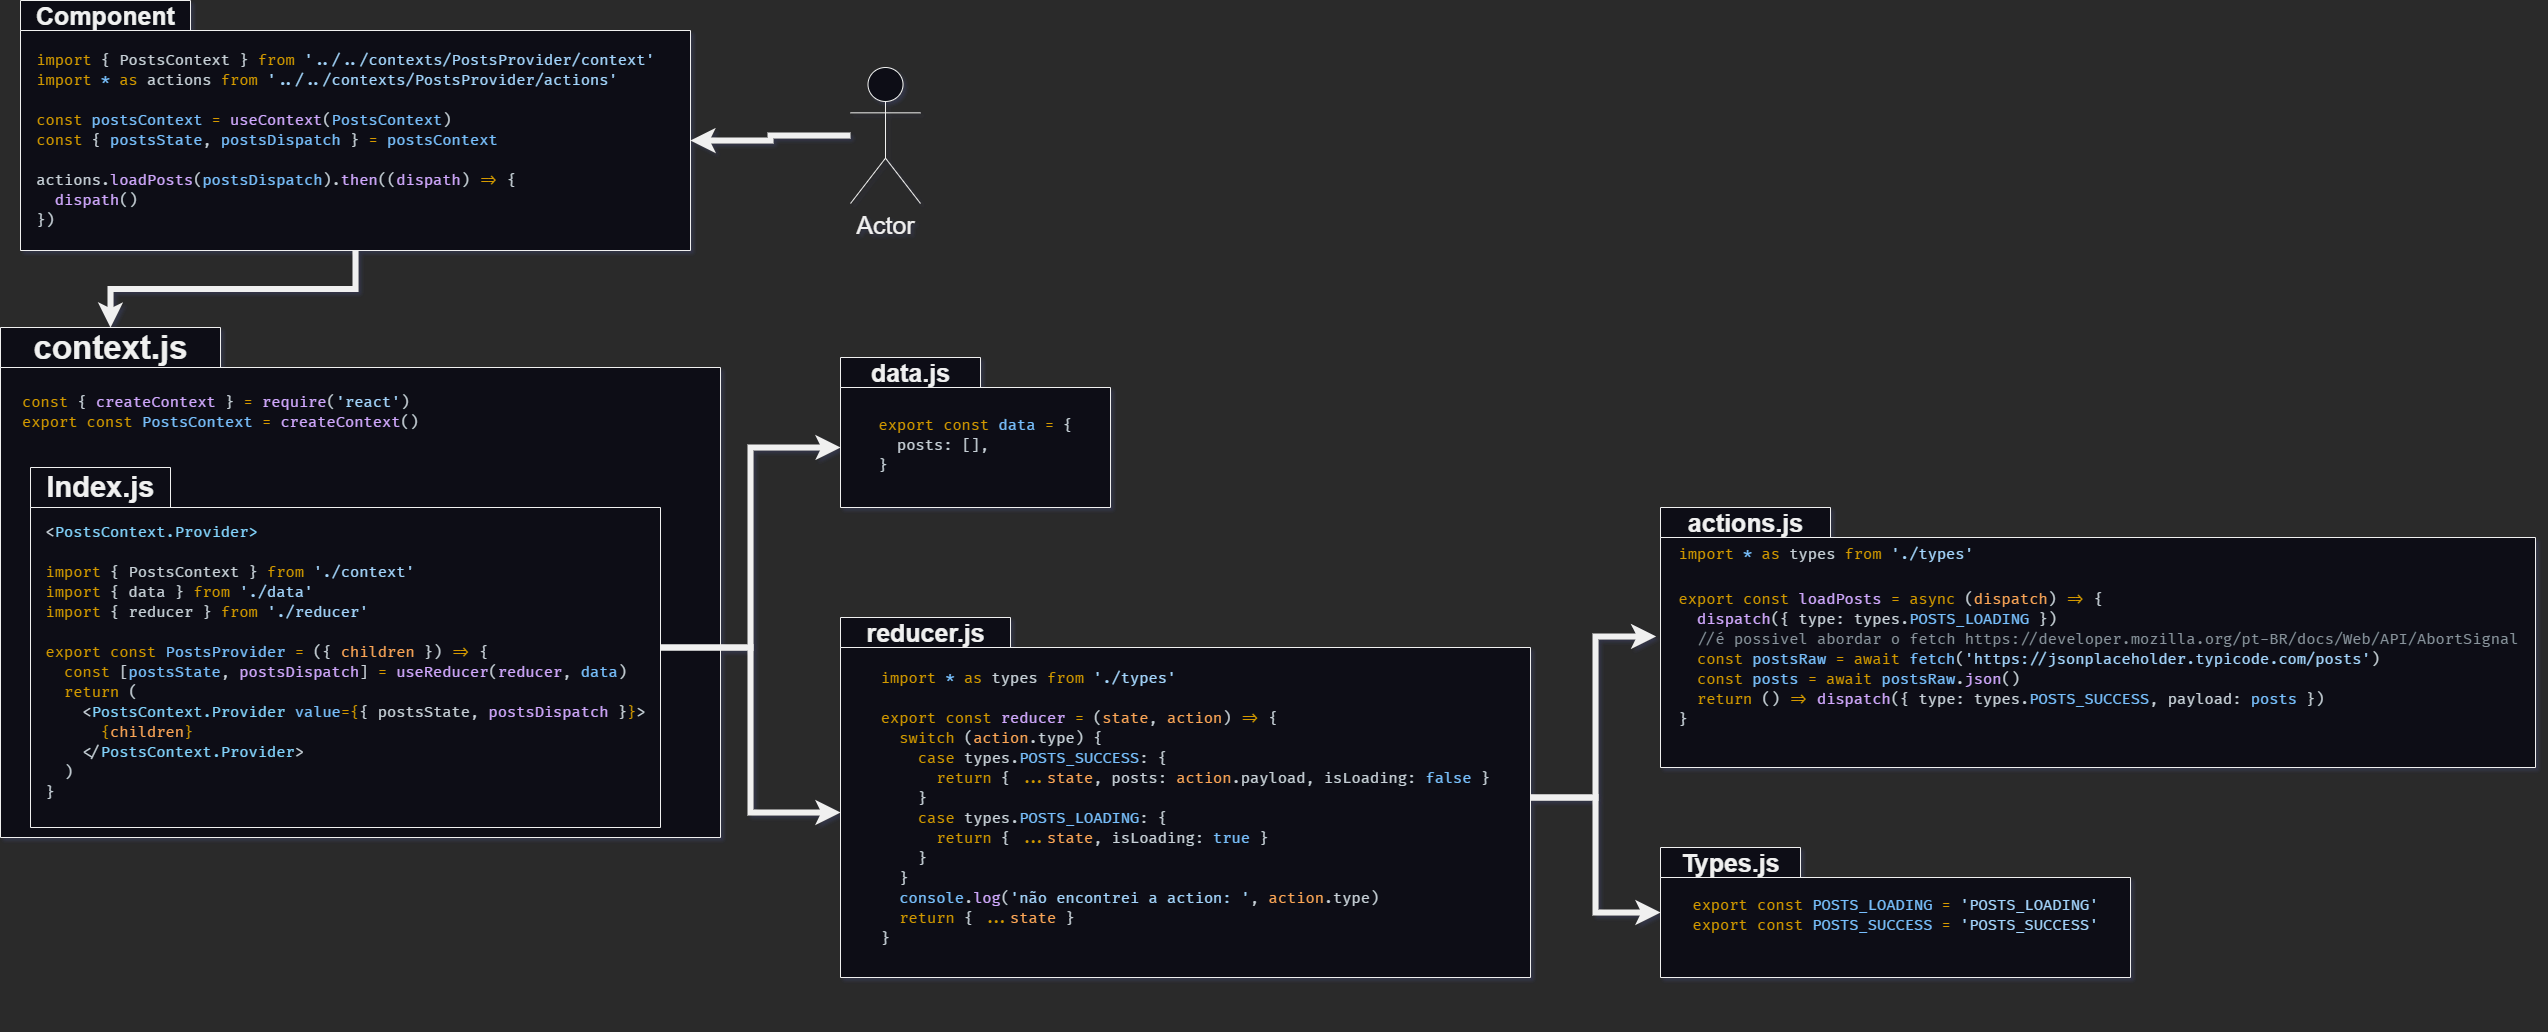 Component
import { PostsContext } from '../../contexts/PostsProvider/context'
import * as actions from '../../contexts/PostsProvider/actions'
const postsContext = useContext(PostsContext)
const { postsState, postsDispatch } = postsContext
actions.loadPosts(postsDispatch).then((dispath) => {
  dispath()
})
Actor
context.js
const { createContext } = require('react')
export const PostsContext = createContext()
Index.js
<PostsContext.Provider>
import { PostsContext } from './context'
import { data } from './data'
import { reducer } from './reducer'
export const PostsProvider = ({ children }) => {
  const [postsState, postsDispatch] = useReducer(reducer, data)
  return (
    <PostsContext.Provider value={{ postsState, postsDispatch }}>
      {children}
    </PostsContext.Provider>
  )
}
data.js
export const data = {
  posts: [],
}
reducer.js
import * as types from './types'
export const reducer = (state, action) => {
  switch (action.type) {
    case types.POSTS_SUCCESS: {
      return { ...state, posts: action.payload, isLoading: false }
    }
    case types.POSTS_LOADING: {
      return { ...state, isLoading: true }
    }
  }
  console.log('não encontrei a action: ', action.type)
  return { ...state }
}
actions.js
import * as types from './types'
export const loadPosts = async (dispatch) => {
  dispatch({ type: types.POSTS_LOADING })
  //é possivel abordar o fetch https://developer.mozilla.org/pt-BR/docs/Web/API/AbortSignal
  const postsRaw = await fetch('https://jsonplaceholder.typicode.com/posts')
  const posts = await postsRaw.json()
  return () => dispatch({ type: types.POSTS_SUCCESS, payload: posts })
}
Types.js
export const POSTS_LOADING = 'POSTS_LOADING'
export const POSTS_SUCCESS = 'POSTS_SUCCESS'